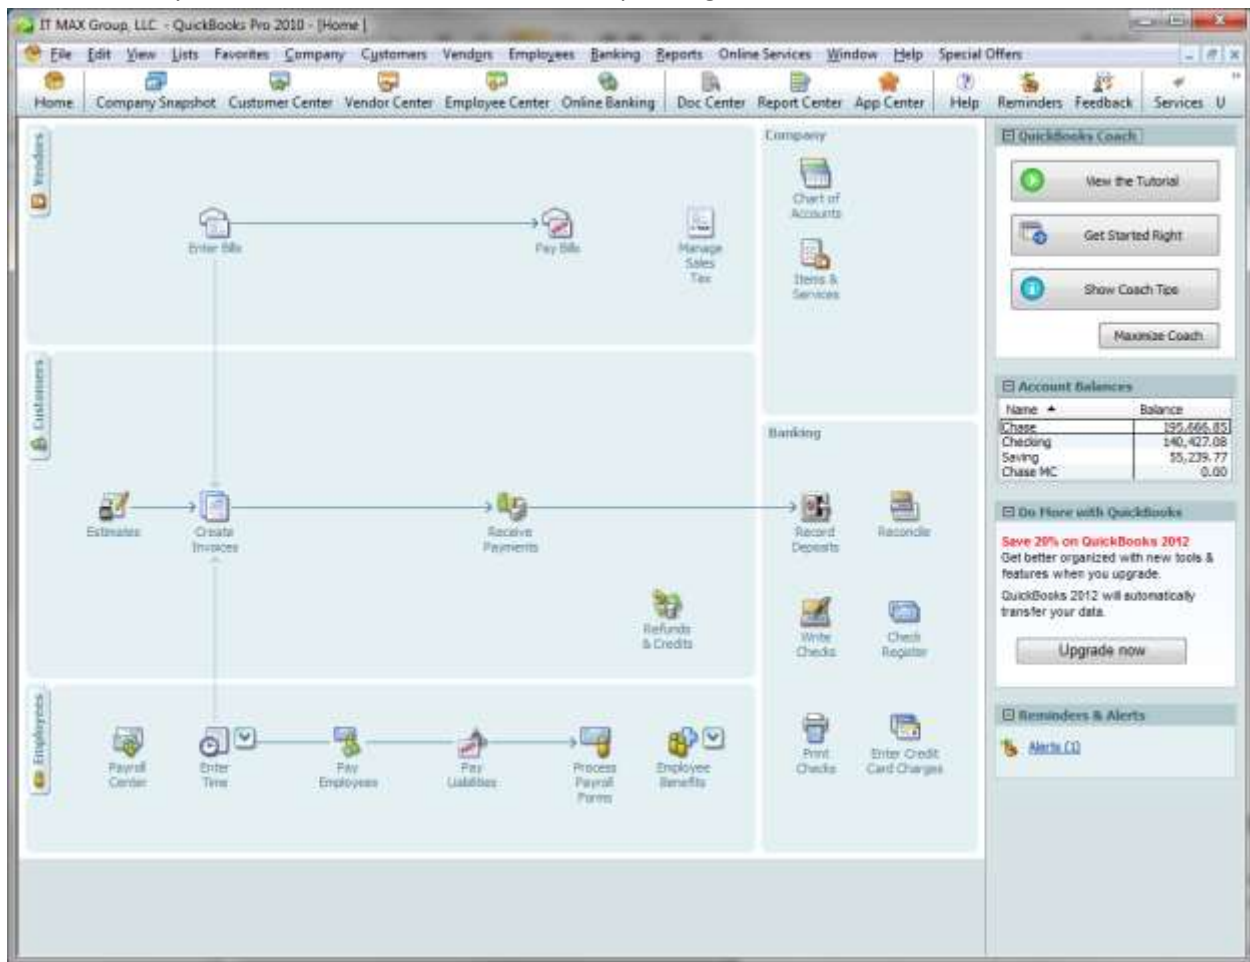 IT MAX Group, LLC - QuickBooks Pro 2010 - [Home ]
File Edit View Lists Favorites Company Customers Vendors Employees Banking Reports Online Services Window Help Special Offers
Home Company Snapshot Customer Center Vendor Center Employee Center Online Banking Doc Center Report Center App Center Help Reminders Feedback Services U
Vendors
Enter Bills
Pay Bills
Manage
Sales
Tax
Company
Chart of
Accounts
Items &
Services
Customers
Estimates
Create
Invoices
Receive
Payments
Refunds
& Credits
Banking
Record
Deposits
Reconcile
Write
Checks
Check
Register
Print
Checks
Enter Credit
Card Charges
Employees
Payroll
Center
Enter
Time
Pay
Employees
Pay
Liabilities
Process
Payroll
Forms
Employee
Benefits
QuickBooks Coach
View the Tutorial
Get Started Right
Show Coach Tips
Maximize Coach
Account Balances
Name Balance
Chase 195,666.85
Checking 140,427.08
Saving 55,239.77
Chase MC 0.00
Do More with QuickBooks
Save 20% on QuickBooks 2012
Get better organized with new tools &
features when you upgrade.
QuickBooks 2012 will automatically
transfer your data.
Upgrade now
Reminders & Alerts
Alerts (1)